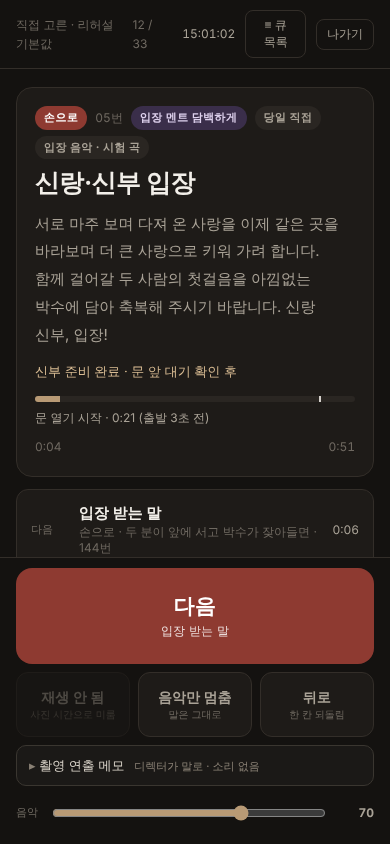 직접 고른 · 리허설 기본값
12 / 33
15:01:02
≡ 큐 목록
나가기
손으로 05번 입장 멘트 담백하게 당일 직접
입장 음악 · 시험 곡
신랑·신부 입장
서로 마주 보며 다져 온 사랑을 이제 같은 곳을
바라보며 더 큰 사랑으로 키워 가려 합니다.
함께 걸어갈 두 사람의 첫걸음을 아낌없는
박수에 담아 축복해 주시기 바랍니다. 신랑
신부, 입장!
신부 준비 완료 · 문 앞 대기 확인 후
문 열기 시작 · 0:21 (출발 3초 전)
0:04 0:51
다음
입장 받는 말
손으로 · 두 분이 앞에 서고 박수가 잦아들면 ·
144번
0:06
다음
입장 받는 말
재생 안 됨
사진 시간으로 미룸
음악만 멈춤
말은 그대로
뒤로
한 칸 되돌림
▸ 촬영 연출 메모 디렉터가 말로 · 소리 없음
음악 70